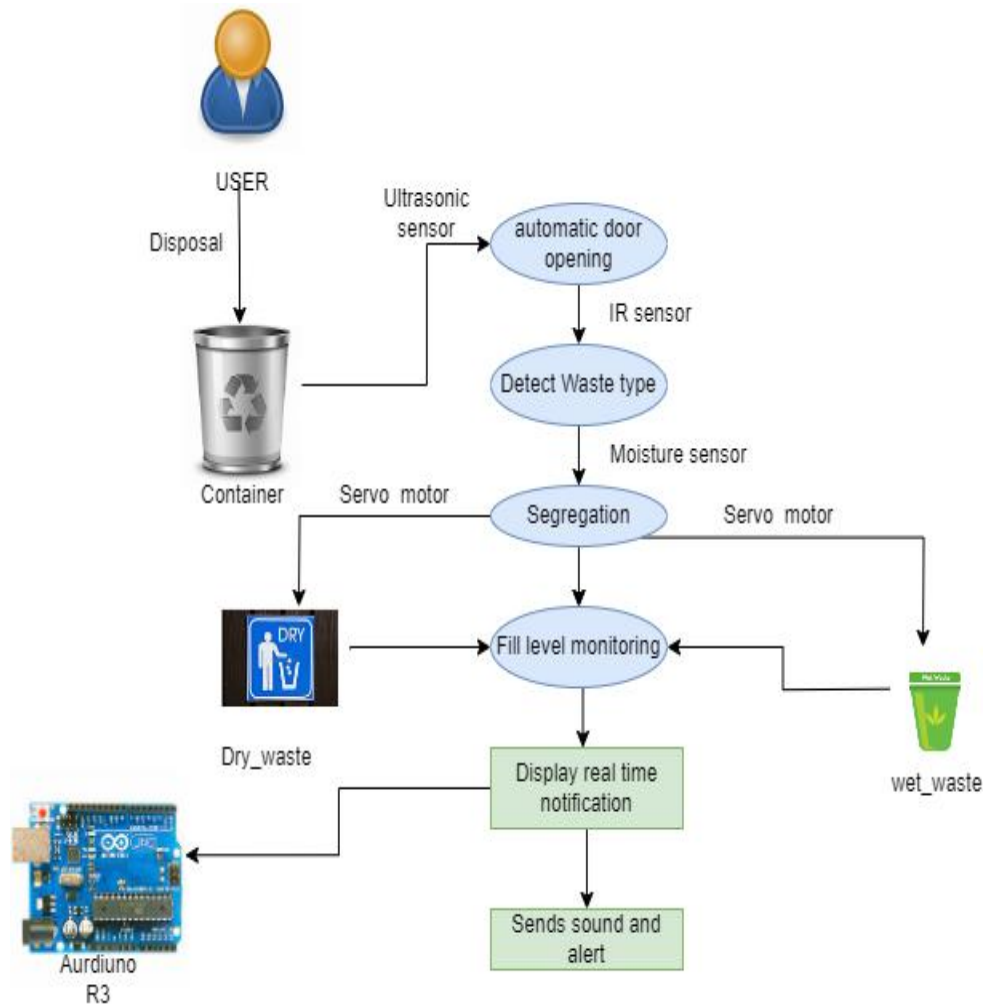 USER
Disposal
Ultrasonic
sensor
automatic door
opening
IR sensor
Detect Waste type
Moisture sensor
Container
Servo motor
Segregation
Servo motor
DRY
Fill level monitoring
Dry_waste
wet_waste
Display real time
notification
Sends sound and
alert
Aurdiuno
R3